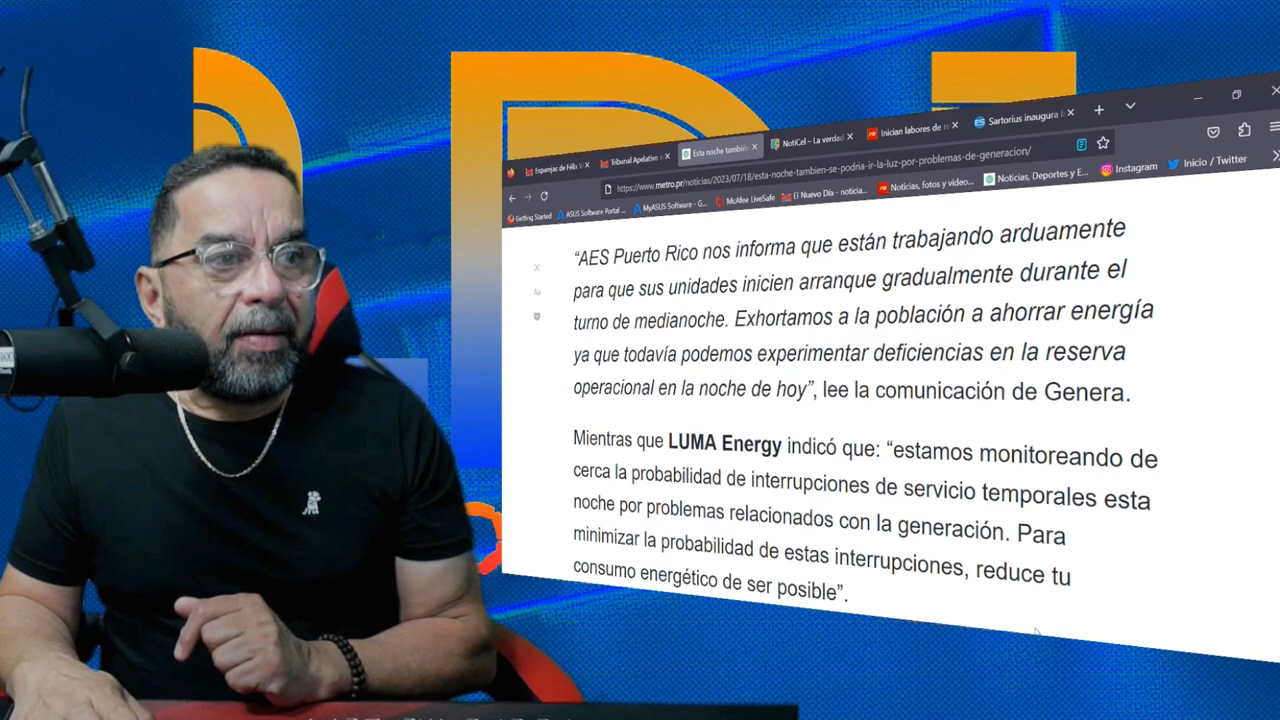 Espanjas de Félix V
Tribunal Apelativo
Esta noche también
NotiCel – La verdad
Inician labores de re
Sartorius inaugura l
https://www.metro.pr/noticias/2023/07/18/esta-noche-tambien-se-podria-ir-la-luz-por-problemas-de-generacion/
Getting Started
ASUS Software Portal ...
MyASUS Software - G...
McAfee LiveSafe
El Nuevo Día - noticia...
Noticias, fotos y vídeo...
Noticias, Deportes y E...
Instagram
Inicio / Twitter
“AES Puerto Rico nos informa que están trabajando arduamente
para que sus unidades inicien arranque gradualmente durante el
turno de medianoche. Exhortamos a la población a ahorrar energía
ya que todavía podemos experimentar deficiencias en la reserva
operacional en la noche de hoy”, lee la comunicación de Genera.
Mientras que LUMA Energy indicó que: “estamos monitoreando de
cerca la probabilidad de interrupciones de servicio temporales esta
noche por problemas relacionados con la generación. Para
minimizar la probabilidad de estas interrupciones, reduce tu
consumo energético de ser posible”.